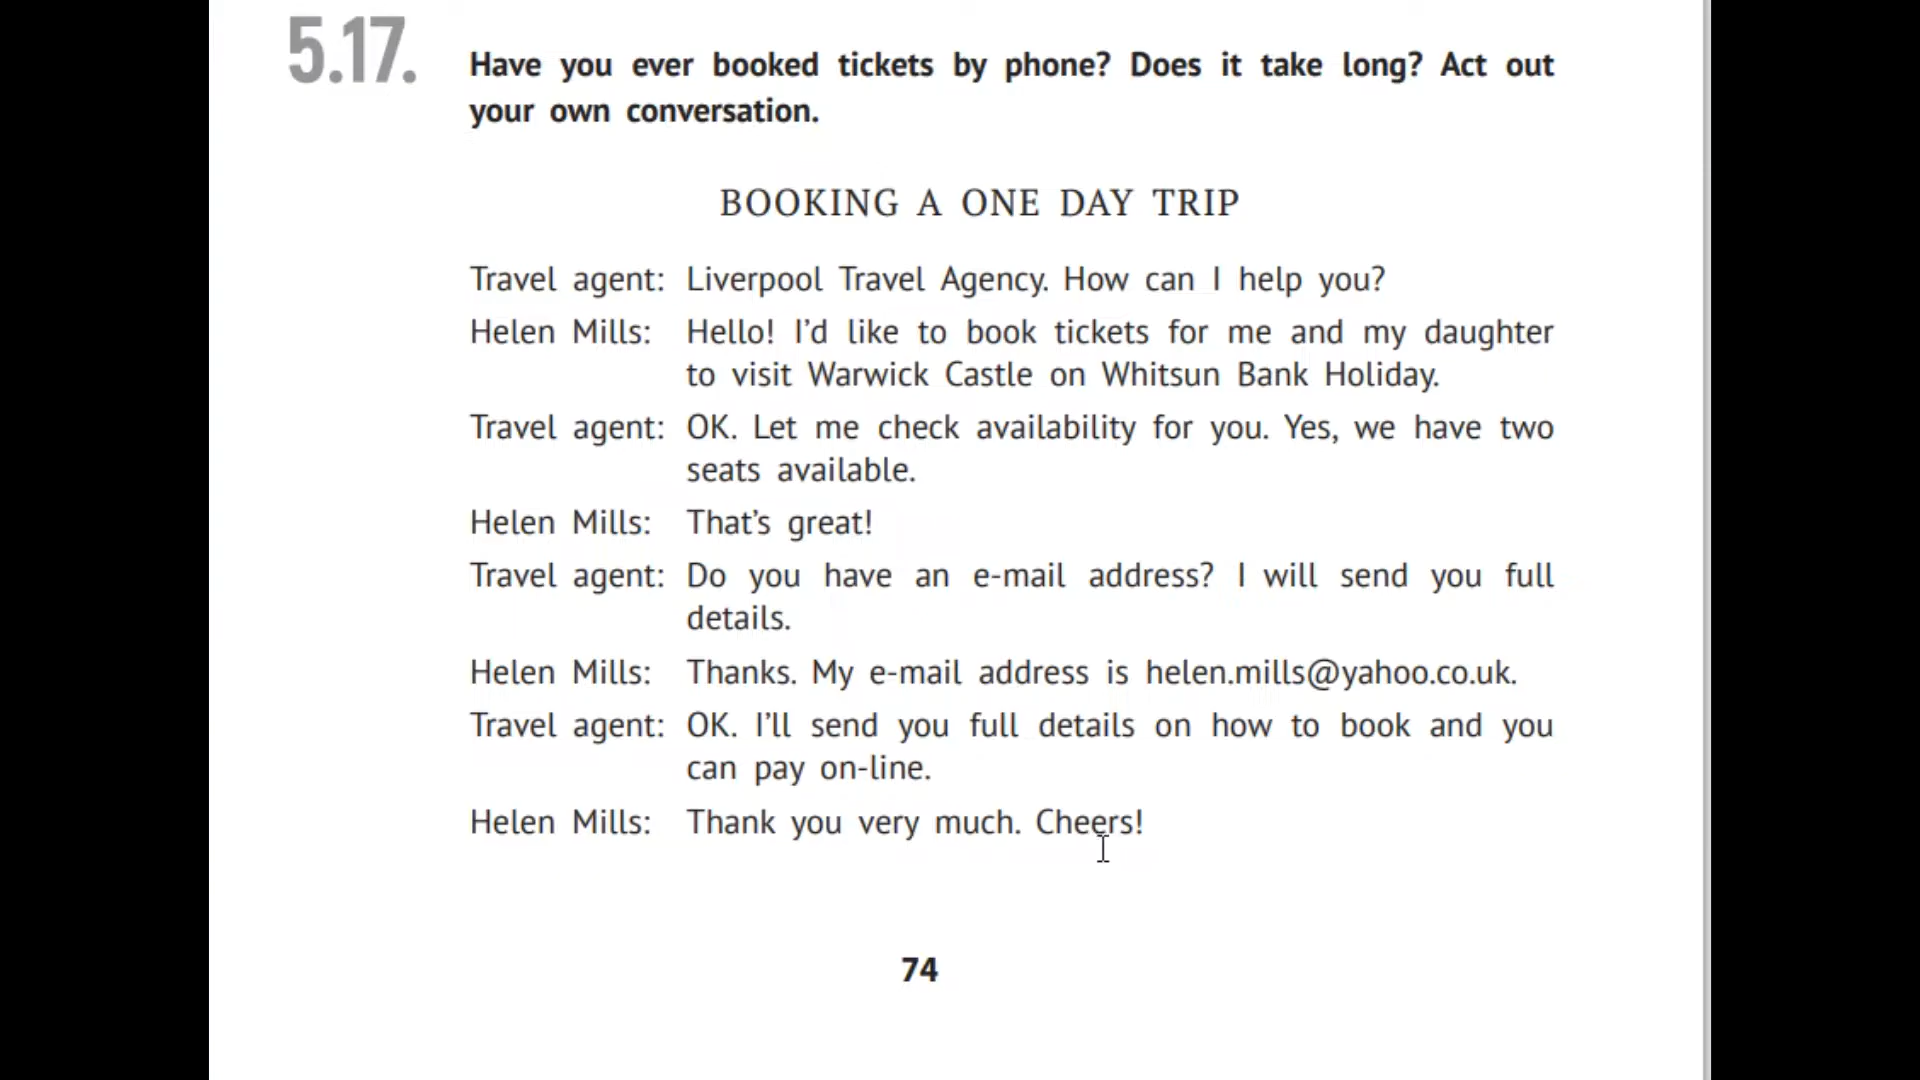 5.17.
Have you ever booked tickets by phone? Does it take long? Act out
your own conversation.
BOOKING A ONE DAY TRIP
Travel agent: Liverpool Travel Agency. How can I help you?
Helen Mills: Hello! I’d like to book tickets for me and my daughter
to visit Warwick Castle on Whitsun Bank Holiday.
Travel agent: OK. Let me check availability for you. Yes, we have two
seats available.
Helen Mills: That’s great!
Travel agent: Do you have an e-mail address? I will send you full
details.
Helen Mills: Thanks. My e-mail address is helen.mills@yahoo.co.uk.
Travel agent: OK. I’ll send you full details on how to book and you
can pay on-line.
Helen Mills: Thank you very much. Cheers!
74